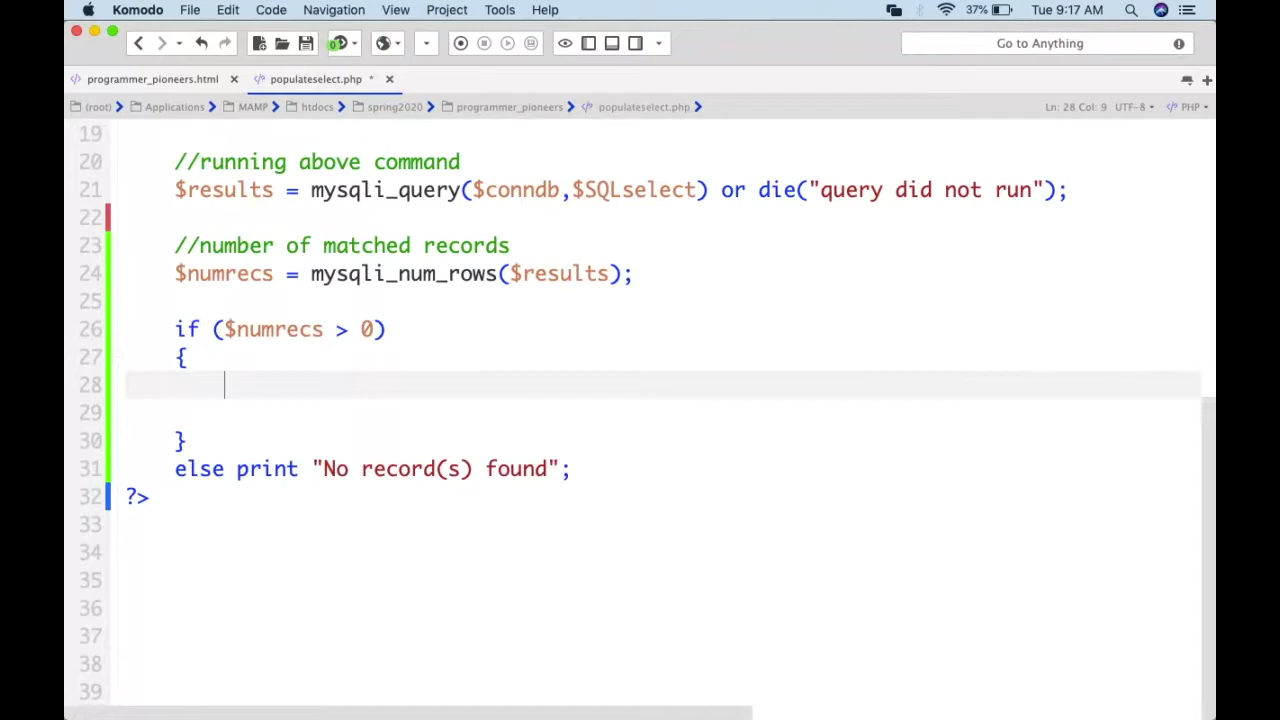 Komodo File Edit Code Navigation View Project Tools Help 37% Tue 9:17 AM
Go to Anything
programmer_pioneers.html populateselect.php *
(root) Applications MAMP htdocs spring2020 programmer_pioneers populateselect.php Ln: 28 Col: 9 UTF-8 PHP
19
20 //running above command
21 $results = mysqli_query($conndb,$SQLselect) or die("query did not run");
22
23 //number of matched records
24 $numrecs = mysqli_num_rows($results);
25
26 if ($numrecs > 0)
27 {
28
29
30 }
31 else print "No record(s) found";
32 ?>
33
34
35
36
37
38
39